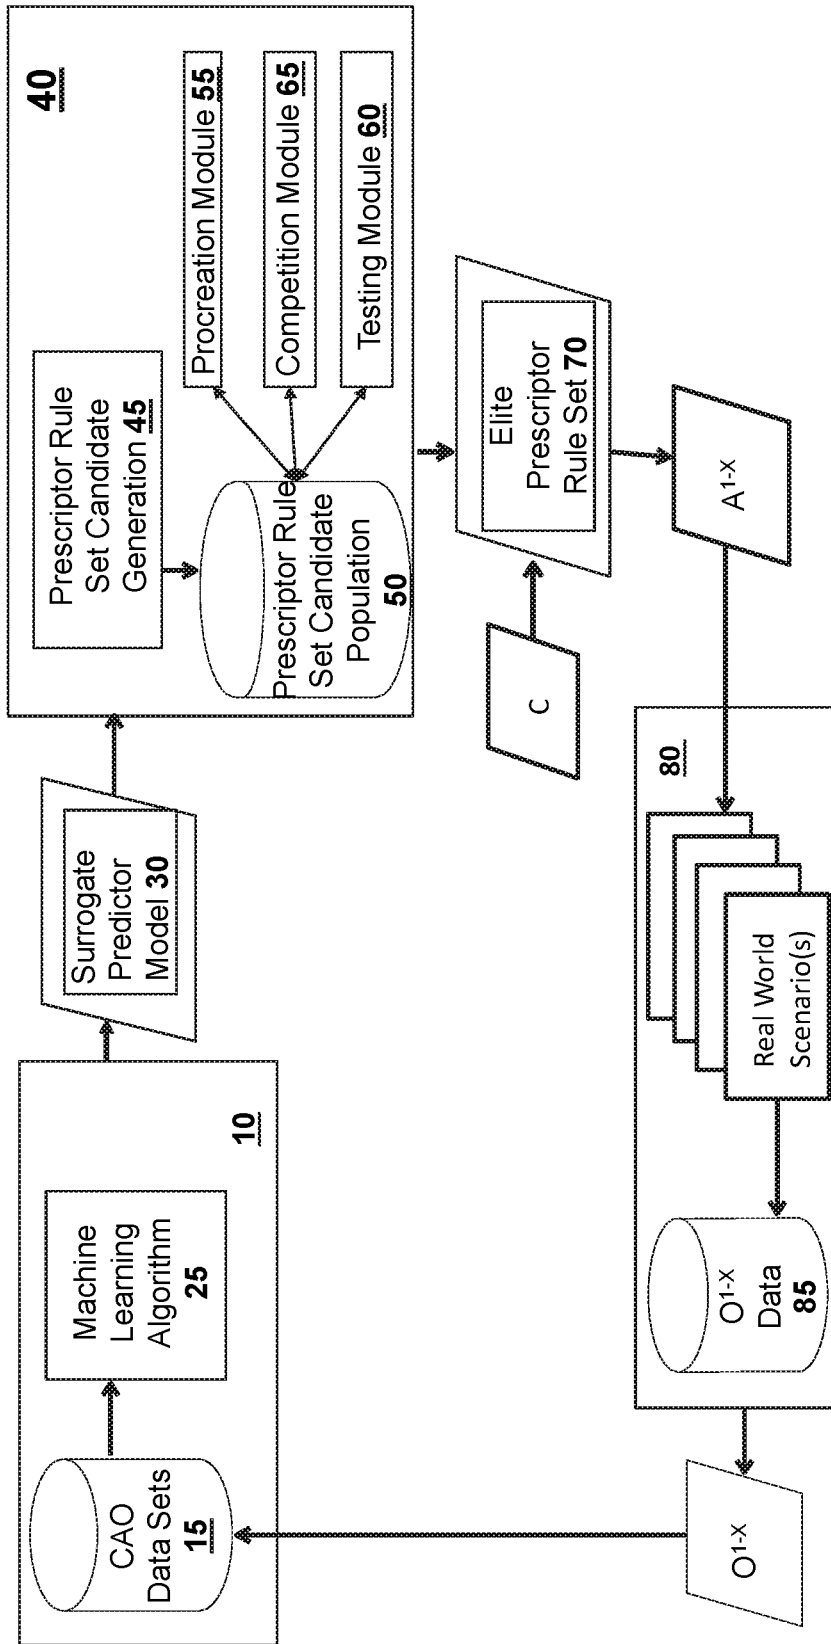 CAO
Data Sets
15
Machine
Learning
Algorithm
25
10
Surrogate
Predictor
Model 30
40
Prescriptor Rule
Set Candidate
Generation 45
Prescriptor Rule
Set Candidate
Population
50
Procreation Module 55
Competition Module 65
Testing Module 60
C
Elite
Prescriptor
Rule Set 70
A1-X
80
Real World
Scenario(s)
O1-X
Data
85
O1-X